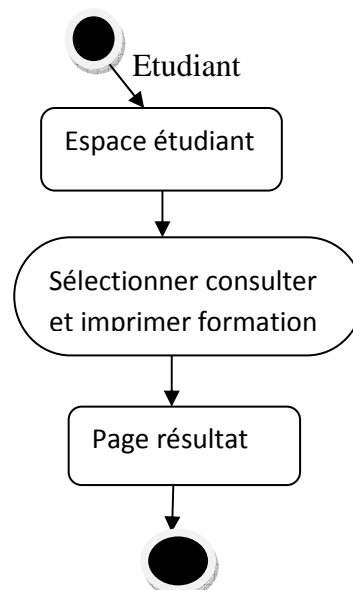 Etudiant
Espace étudiant
Sélectionner consulter
et imprimer formation
Page résultat